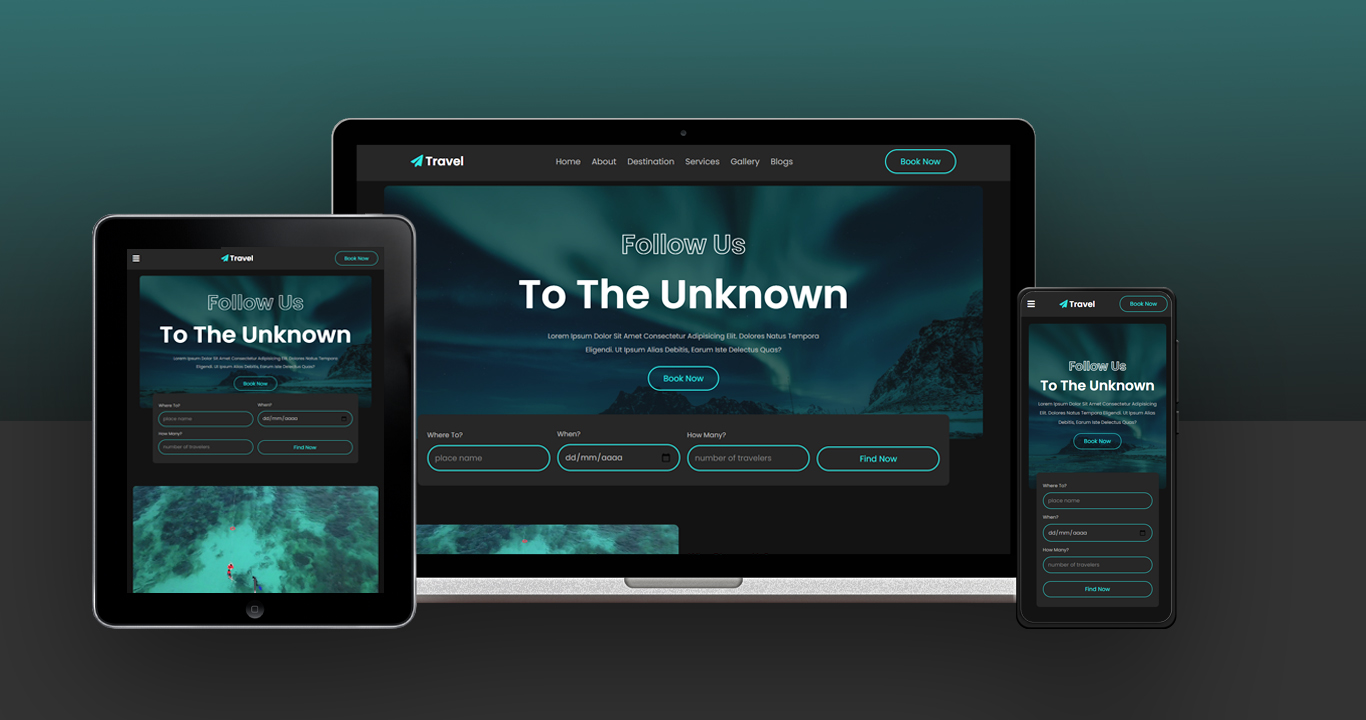 Travel
Home About Destination Services Gallery Blogs
Book Now
Follow Us
To The Unknown
Lorem Ipsum Dolor Sit Amet Consectetur Adipisicing Elit. Dolores Natus Tempora
Eligendi. Ut Ipsum Alias Debitis, Earum Iste Delectus Quas?
Book Now
Where To? When? How Many?
place name dd/mm/aaaa number of travelers Find Now
Travel
Book Now
Follow Us
To The Unknown
Lorem Ipsum Dolor Sit Amet Consectetur Adipisicing Elit. Dolores Natus Tempora
Eligendi. Ut Ipsum Alias Debitis, Earum Iste Delectus Quas?
Book Now
Where To? When?
place name dd/mm/aaaa
How Many?
number of travelers Find Now
Travel
Book Now
Follow Us
To The Unknown
Lorem Ipsum Dolor Sit Amet Consectetur Adipisicing
Elit. Dolores Natus Tempora Eligendi. Ut Ipsum Alias
Debitis, Earum Iste Delectus Quas?
Book Now
Where To?
place name
When?
dd/mm/aaaa
How Many?
number of travelers
Find Now